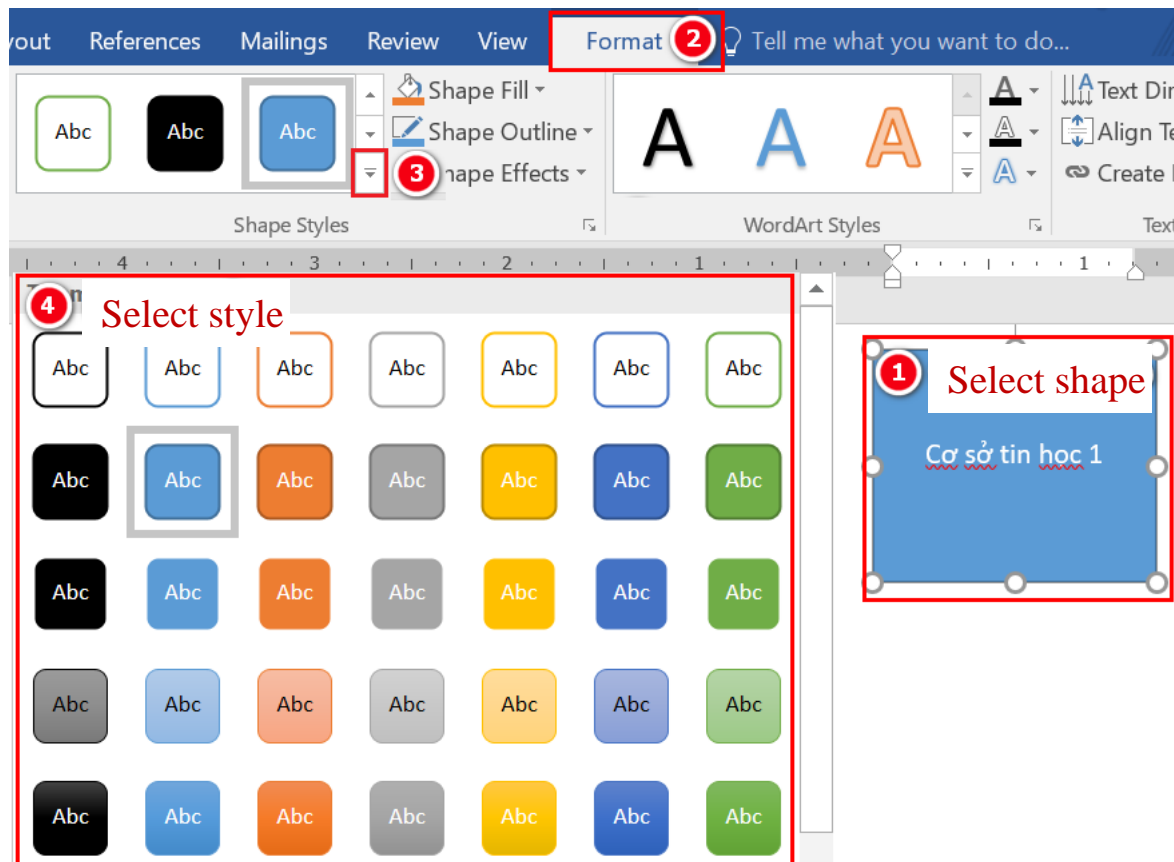 yout References Mailings Review View Format 2 Tell me what you want to do...
Abc Abc Abc
Shape Fill
Shape Outline
3 hape Effects
A A A
A
A
A
Text Dir
Align Te
Create
Shape Styles
WordArt Styles
Text
4 3 2 1 1
4 Select style
Abc Abc Abc Abc Abc Abc Abc
Abc Abc Abc Abc Abc Abc Abc
Abc Abc Abc Abc Abc Abc Abc
Abc Abc Abc Abc Abc Abc Abc
Abc Abc Abc Abc Abc Abc Abc
1 Select shape
Cơ sở tin học 1